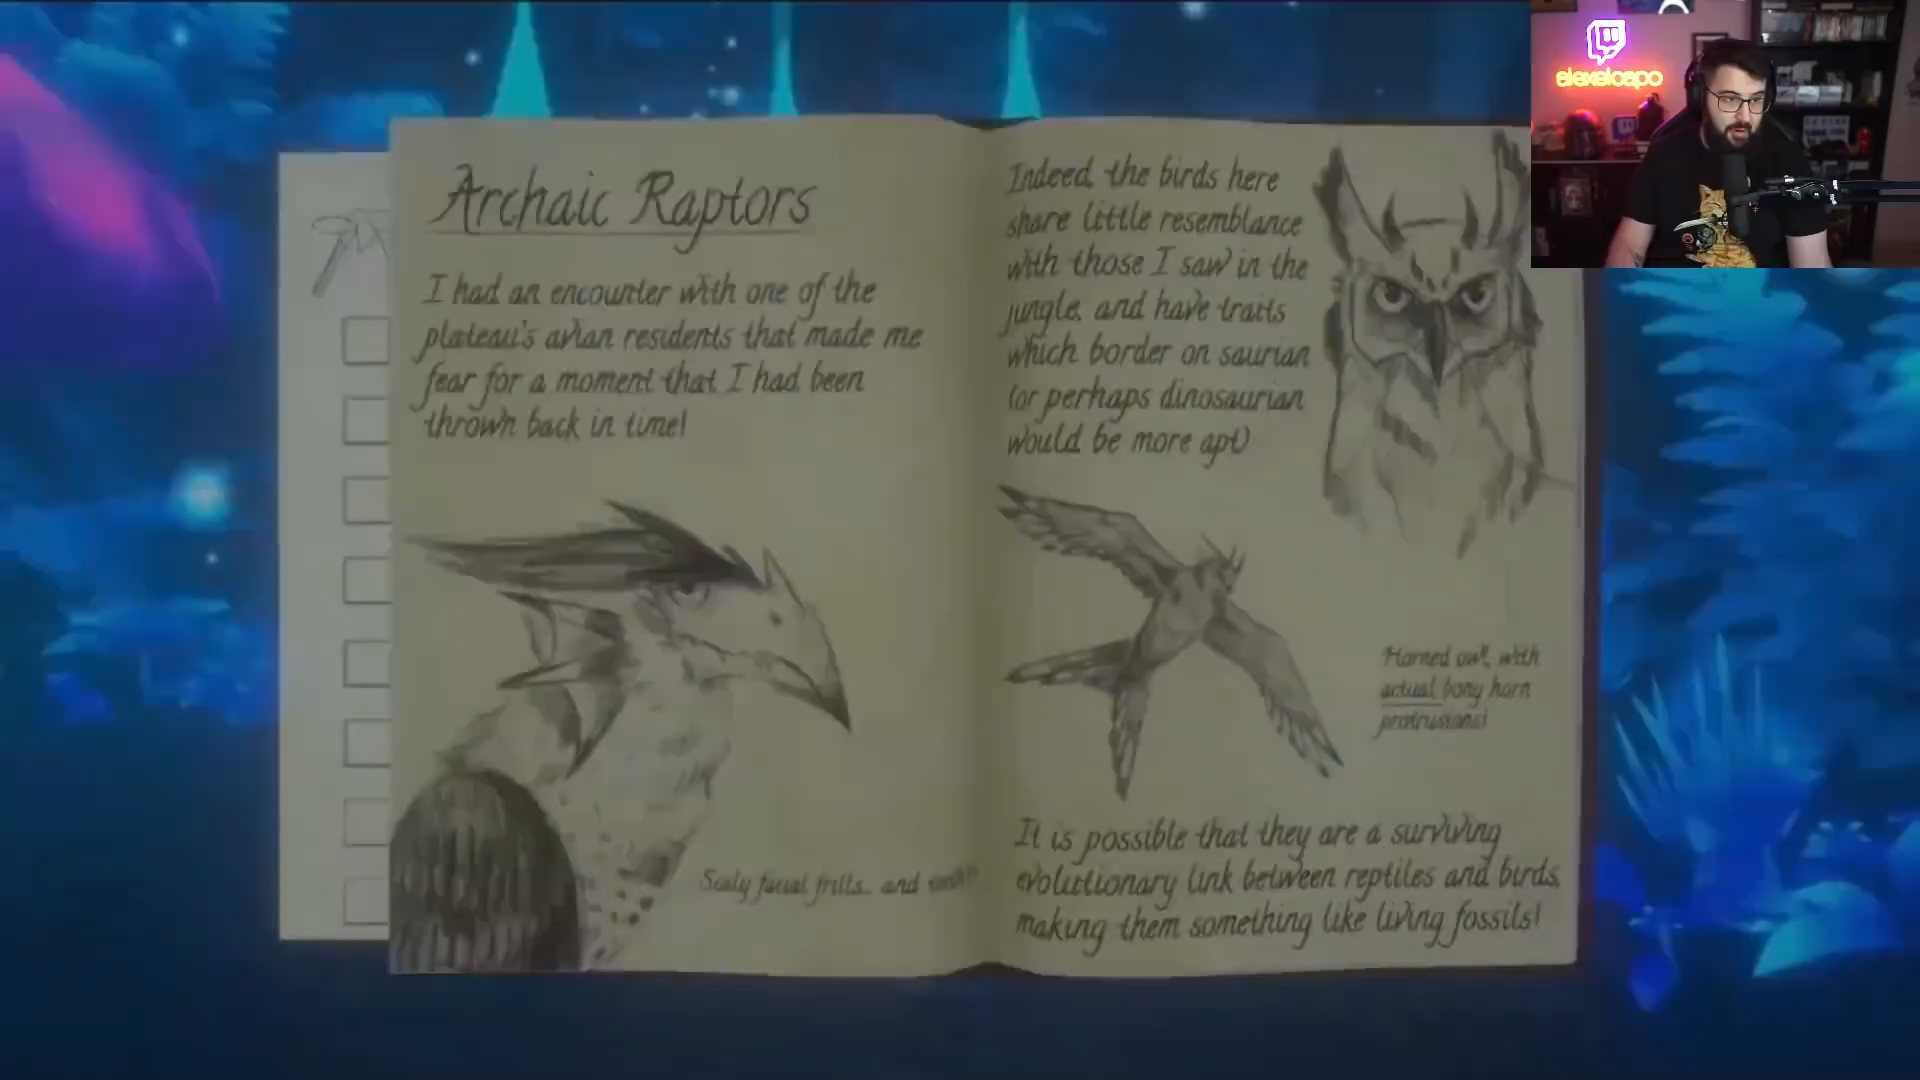 Archaic Raptors
I had an encounter with one of the
plateau's avian residents that made me
fear for a moment that I had been
thrown back in time!
Scaly facial frills... and
Indeed, the birds here
share little resemblance
with those I saw in the
jungle, and have traits
which border on saurian
(or perhaps dinosaurian
would be more apt)
Horned owl, with
actual bony horn
protrusions!
It is possible that they are a surviving
evolutionary link between reptiles and birds,
making them something like living fossils!
alexelcapo